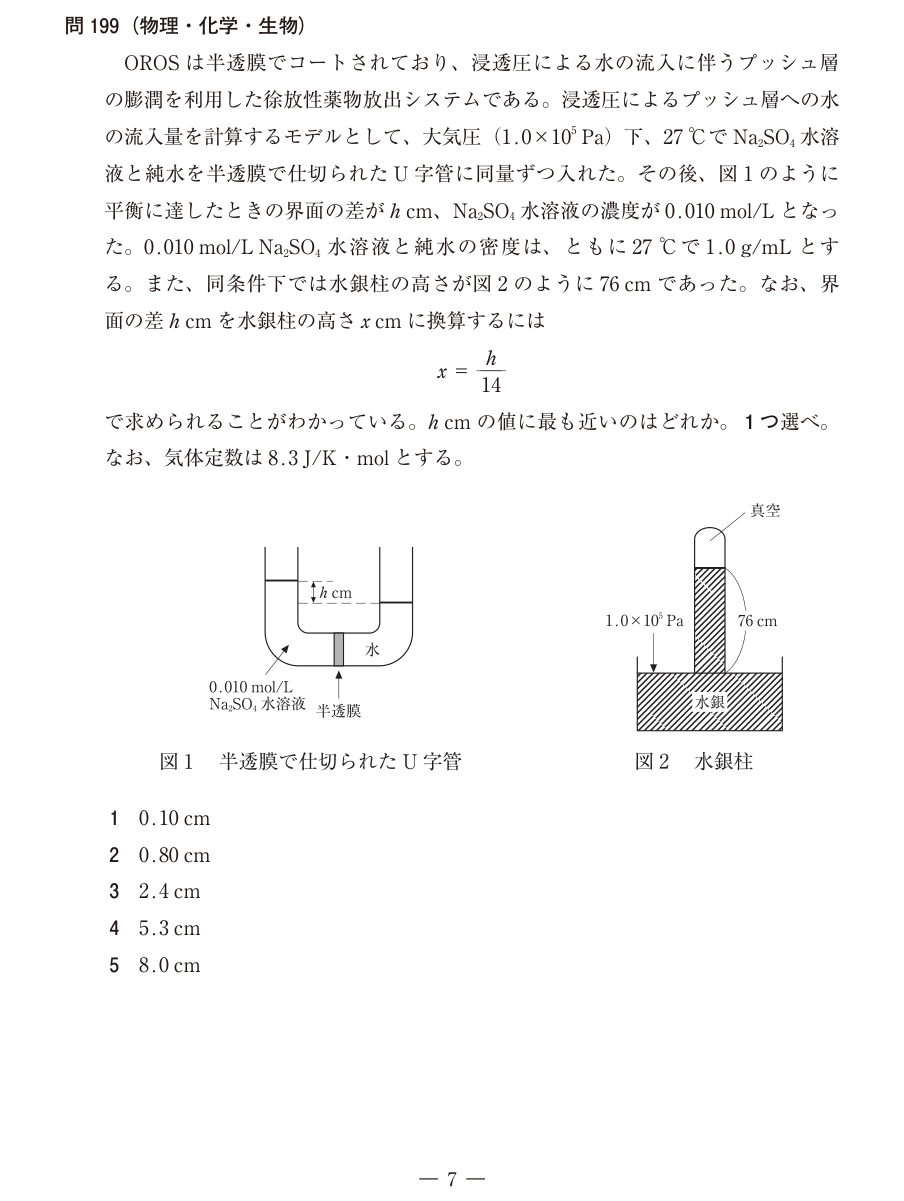 問 199(物理・化学・生物)
OROS は半透膜でコートされており、浸透圧による水の流入に伴うプッシュ層
の膨潤を利用した徐放性薬物放出システムである。浸透圧によるプッシュ層への水
の流入量を計算するモデルとして、大気圧(1.0×10⁵ Pa)下、27 ℃で Na₂SO₄ 水溶
液と純水を半透膜で仕切られた U 字管に同量ずつ入れた。その後、図 1 のように
平衡に達したときの界面の差が h cm、Na₂SO₄ 水溶液の濃度が 0.010 mol/L となっ
た。0.010 mol/L Na₂SO₄ 水溶液と純水の密度は、ともに 27 ℃で 1.0 g/mL とす
る。また、同条件下では水銀柱の高さが図 2 のように 76 cm であった。なお、界
面の差 h cm を水銀柱の高さ x cm に換算するには
x = h/14
で求められることがわかっている。h cm の値に最も近いのはどれか。1つ選べ。
なお、気体定数は 8.3 J/K・mol とする。
h cm
水
0.010 mol/L
Na₂SO₄ 水溶液
半透膜
図 1 半透膜で仕切られた U 字管
真空
1.0×10⁵ Pa
76 cm
水銀
図 2 水銀柱
1 0.10 cm
2 0.80 cm
3 2.4 cm
4 5.3 cm
5 8.0 cm
— 7 —